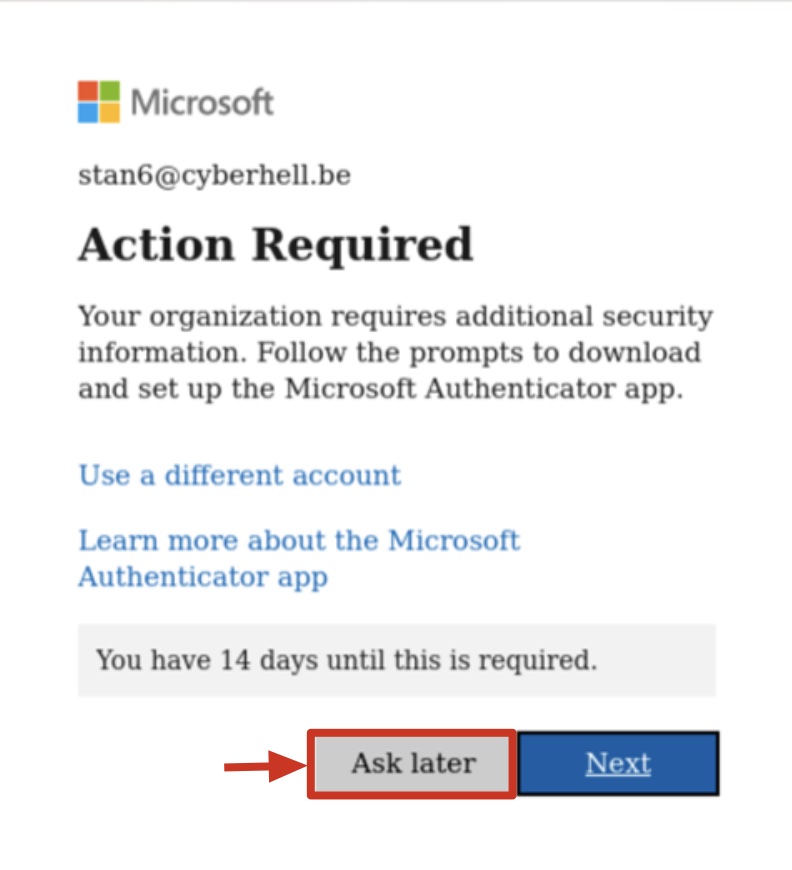 Microsoft
stan6@cyberhell.be
Action Required
Your organization requires additional security
information. Follow the prompts to download
and set up the Microsoft Authenticator app.
Use a different account
Learn more about the Microsoft
Authenticator app
You have 14 days until this is required.
Ask later
Next